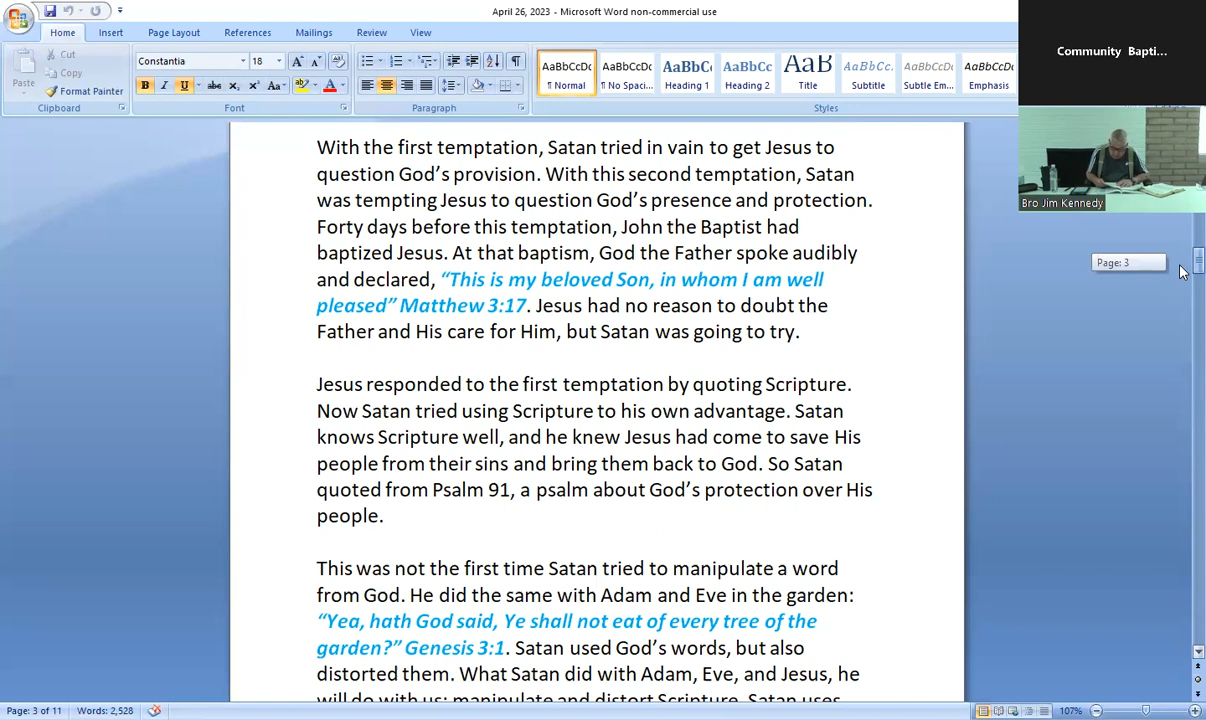 April 26, 2023 - Microsoft Word non-commercial use
Home Insert Page Layout References Mailings Review View
Paste
Cut
Copy
Format Painter
Clipboard
Constantia 18
Font
Paragraph
AaBbCcDc AaBbCcDc AaBbC AaBbCc AaB AaBbCc. AaBbCcDc AaBbCcDc
¶ Normal ¶ No Spaci... Heading 1 Heading 2 Title Subtitle Subtle Em... Emphasis
Styles
Community Bapti...
Bro Jim Kennedy
Page: 3
With the first temptation, Satan tried in vain to get Jesus to
question God’s provision. With this second temptation, Satan
was tempting Jesus to question God’s presence and protection.
Forty days before this temptation, John the Baptist had
baptized Jesus. At that baptism, God the Father spoke audibly
and declared, “This is my beloved Son, in whom I am well
pleased” Matthew 3:17. Jesus had no reason to doubt the
Father and His care for Him, but Satan was going to try.
Jesus responded to the first temptation by quoting Scripture.
Now Satan tried using Scripture to his own advantage. Satan
knows Scripture well, and he knew Jesus had come to save His
people from their sins and bring them back to God. So Satan
quoted from Psalm 91, a psalm about God’s protection over His
people.
This was not the first time Satan tried to manipulate a word
from God. He did the same with Adam and Eve in the garden:
“Yea, hath God said, Ye shall not eat of every tree of the
garden?” Genesis 3:1. Satan used God’s words, but also
distorted them. What Satan did with Adam, Eve, and Jesus, he
will do with us: manipulate and distort Scripture. Satan uses
Page: 3 of 11 Words: 2,528 107%